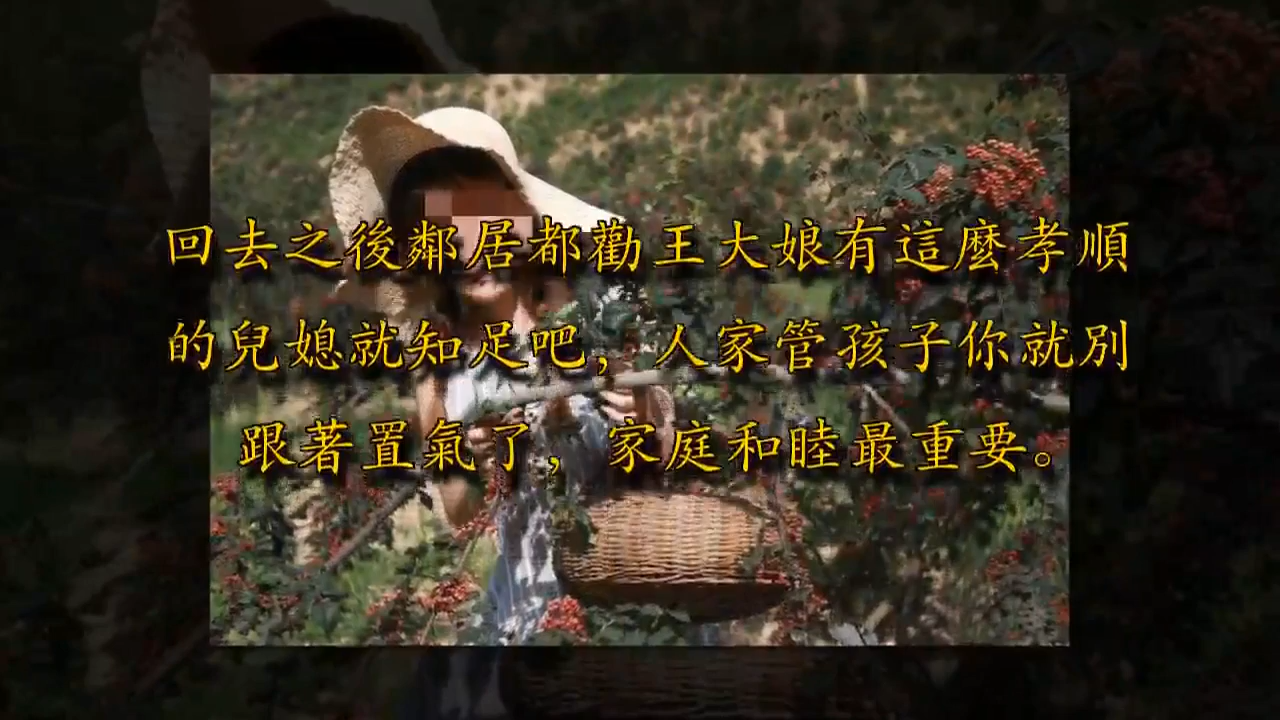 回去之後鄰居都勸王大娘有這麼孝順
的兒媳就知足吧，人家管孩子你就別
跟著置氣了，家庭和睦最重要。